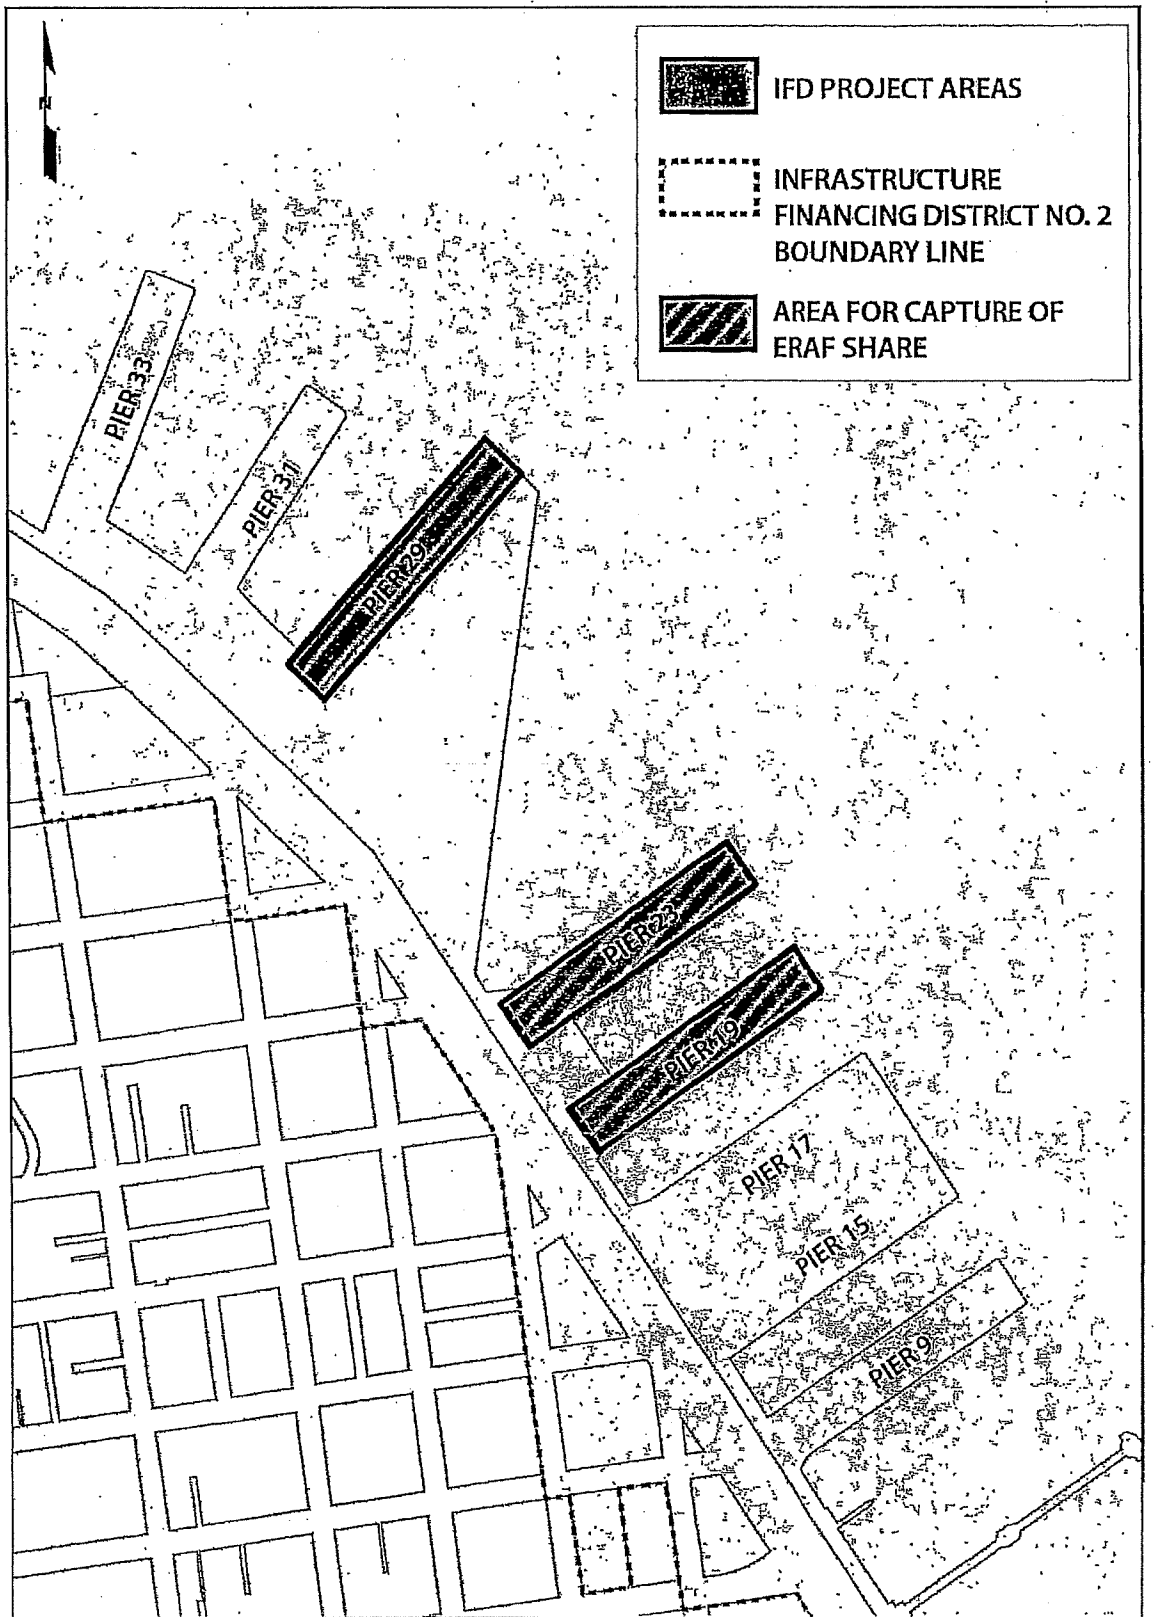 N
IFD PROJECT AREAS
INFRASTRUCTURE
FINANCING DISTRICT NO. 2
BOUNDARY LINE
AREA FOR CAPTURE OF
ERAF SHARE
PIER 33
PIER 31
PIER 29
PIER 23
PIER 19
PIER 17
PIER 15
PIER 9